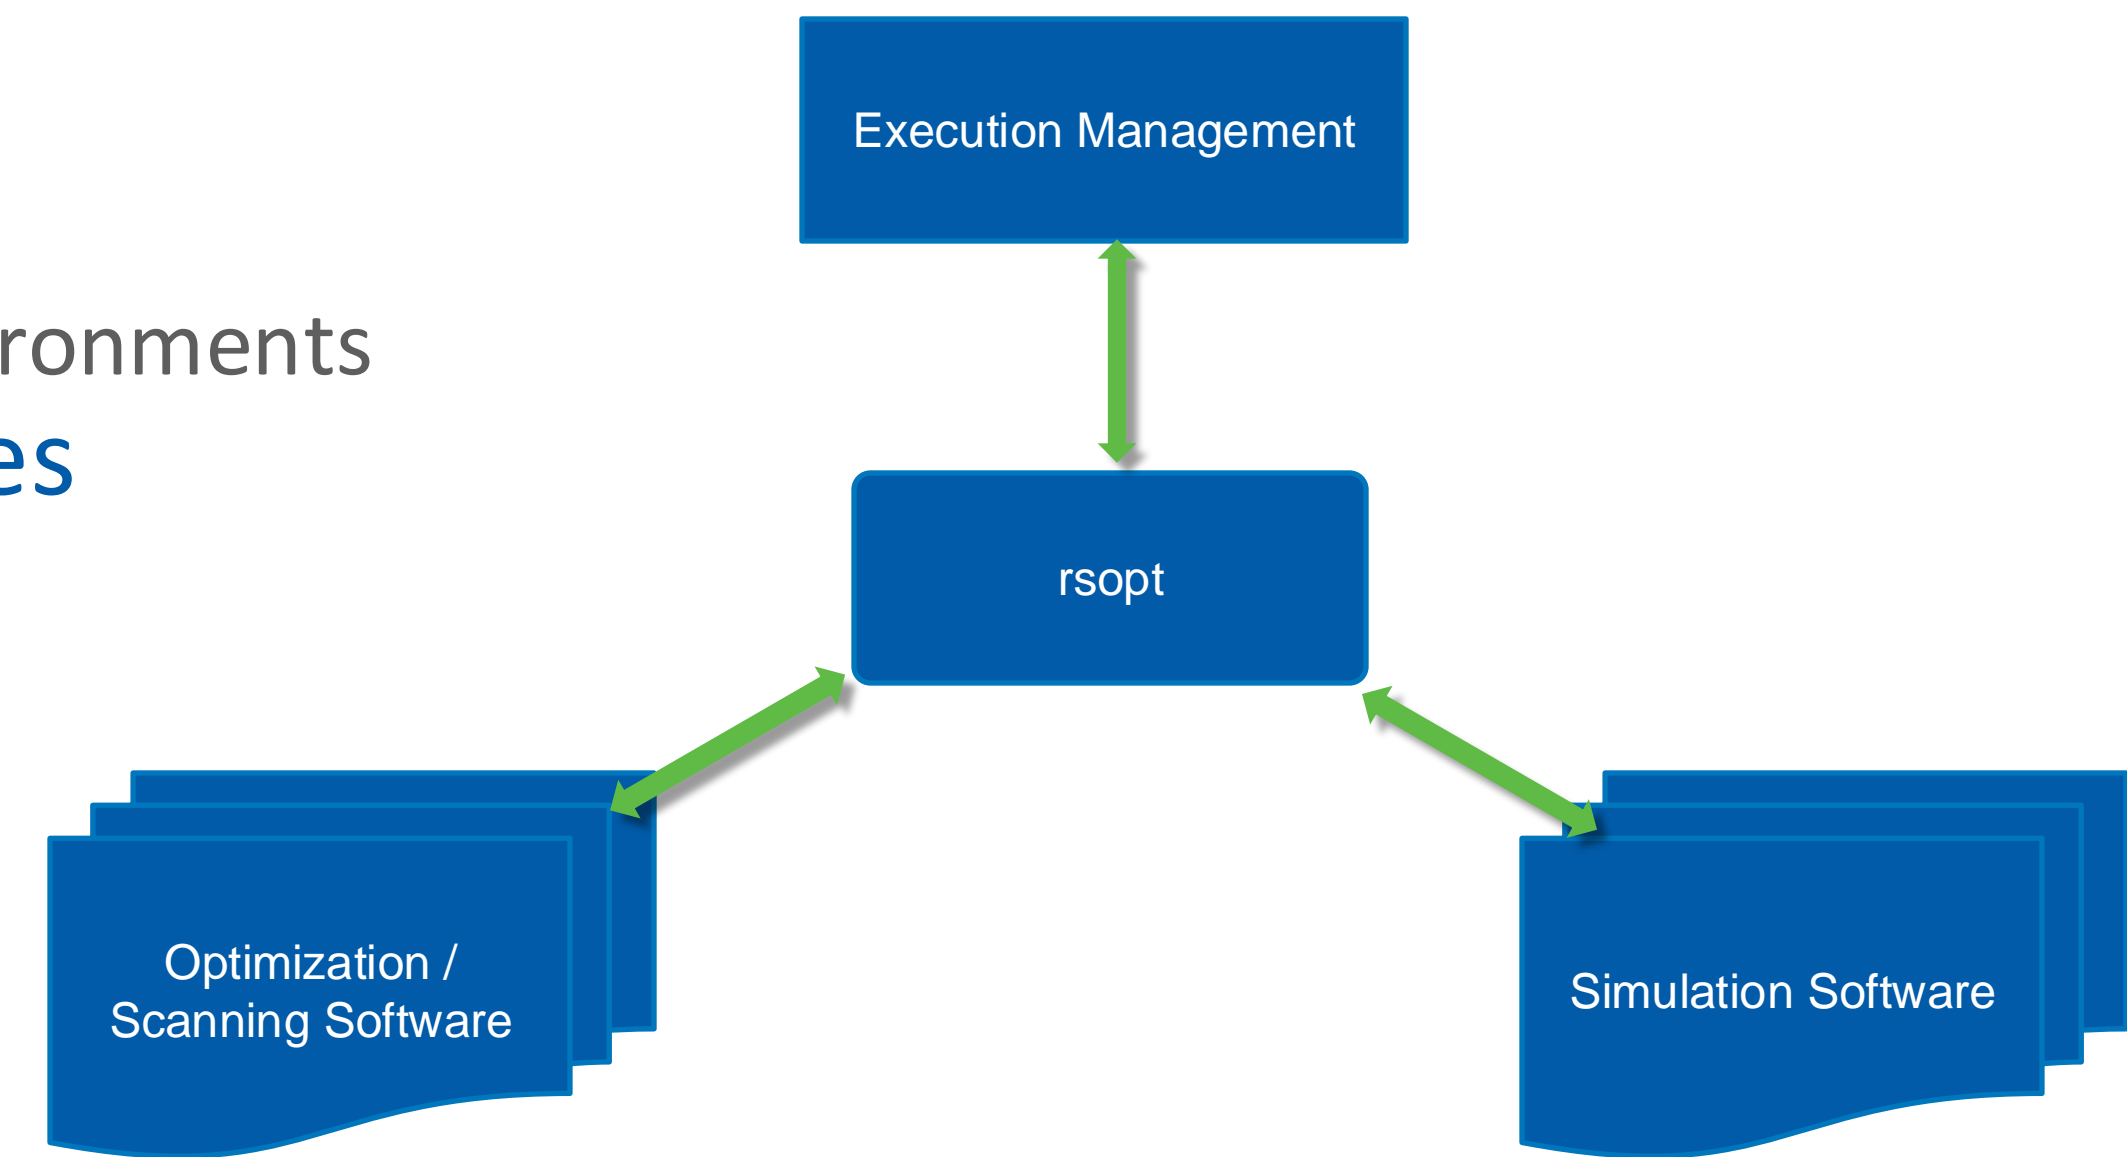 Execution Management
ronments
es
rsopt
Optimization /
Scanning Software
Simulation Software